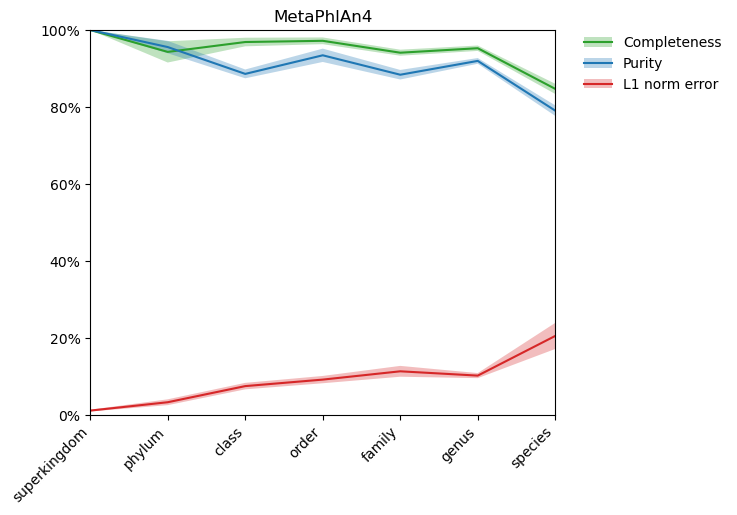 MetaPhlAn4
100%
80%
60%
40%
20%
0%
superkingdom
phylum
class
order
family
genus
species
Completeness
Purity
L1 norm error